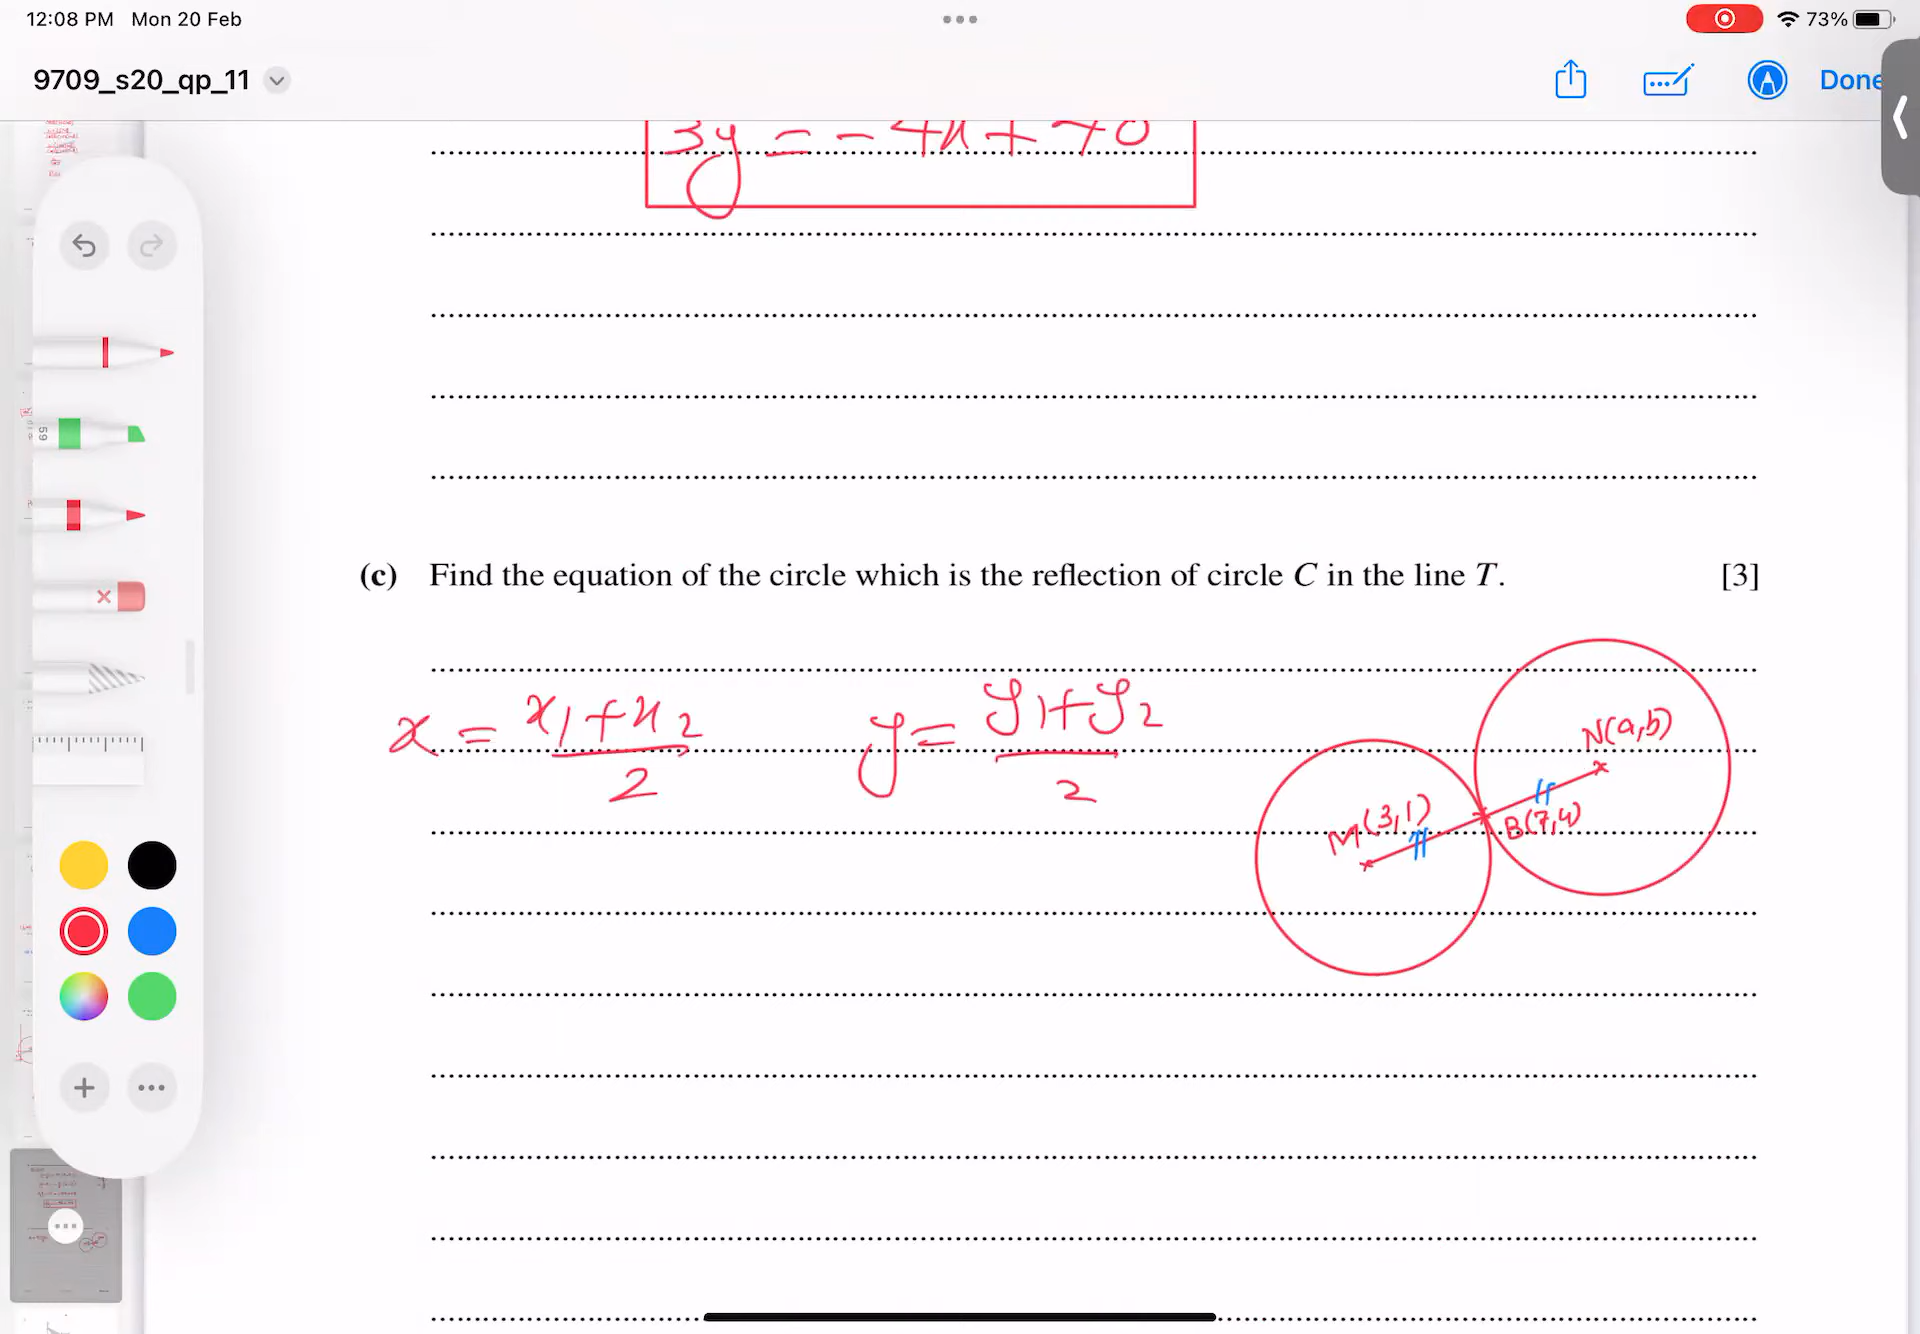 12:08 PM Mon 20 Feb
73%
9709_s20_qp_11
Done
3y = - 4x + 40
(c) Find the equation of the circle which is the reflection of circle C in the line T. [3]
x = x1 + x2 / 2
y = y1 + y2 / 2
N(a,b)
M(3,1)
B(7,4)
59